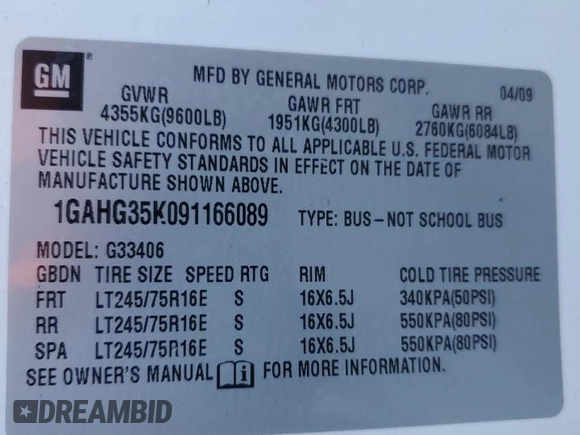 GM ®
MFD BY GENERAL MOTORS CORP. 04/09
GVWR GAWR FRT GAWR RR
4355KG(9600LB) 1951KG(4300LB) 2760KG(6084LB)
THIS VEHICLE CONFORMS TO ALL APPLICABLE U.S. FEDERAL MOTOR
VEHICLE SAFETY STANDARDS IN EFFECT ON THE DATE OF
MANUFACTURE SHOWN ABOVE.
1GAHG35K091166089 TYPE: BUS-NOT SCHOOL BUS
MODEL: G33406
GBDN TIRE SIZE SPEED RTG RIM COLD TIRE PRESSURE
FRT LT245/75R16E S 16X6.5J 340KPA(50PSI)
RR LT245/75R16E S 16X6.5J 550KPA(80PSI)
SPA LT245/75R16E S 16X6.5J 550KPA(80PSI)
SEE OWNER'S MANUAL i FOR MORE INFORMATION.
DREAMBID